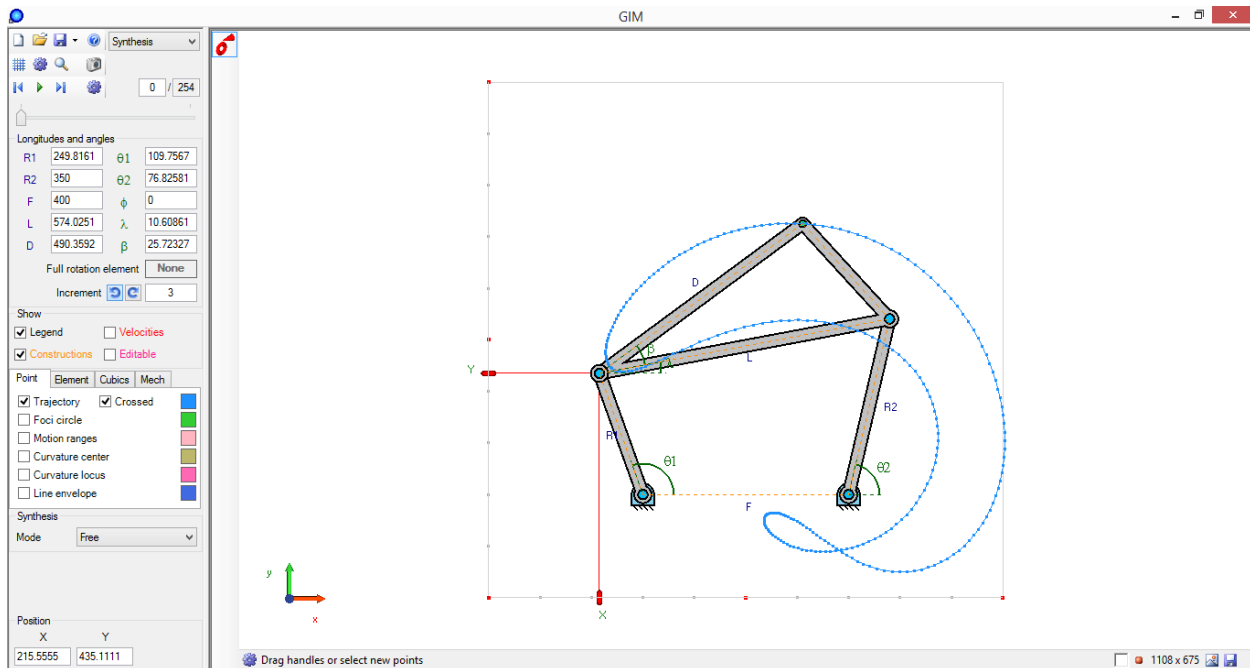 GIM
Synthesis
0 / 254
Longitudes and angles
R1 249.8161 θ1 109.7567
R2 350 θ2 76.82581
F 400 ϕ 0
L 574.0251 λ 10.60861
D 490.3592 β 25.72327
Full rotation element None
Increment 3
Show
Legend Velocities
Constructions Editable
Point Element Cubics Mech
Trajectory Crossed
Foci circle
Motion ranges
Curvature center
Curvature locus
Line envelope
Synthesis
Mode Free
Position
X Y
215.5555 435.1111
D
β
λ
L
Y
R2
R1
θ1
θ2
F
y
x
X
Drag handles or select new points
1108 x 675